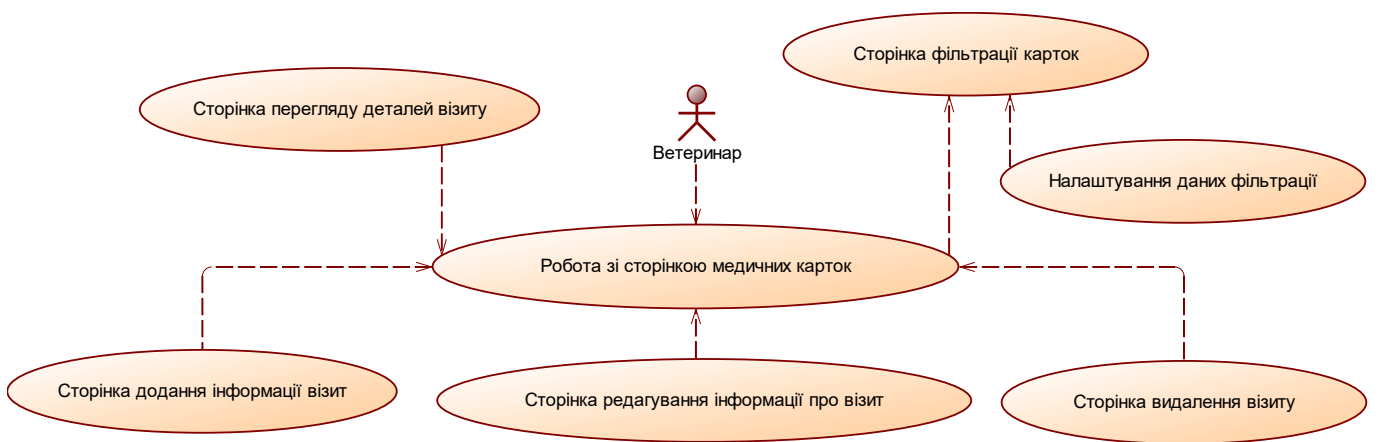 Сторінка фільтрації карток
Сторінка перегляду деталей візиту
Ветеринар
Налаштування даних фільтрації
Робота зі сторінкою медичних карток
Сторінка додання інформації візит
Сторінка редагування інформації про візит
Сторінка видалення візиту